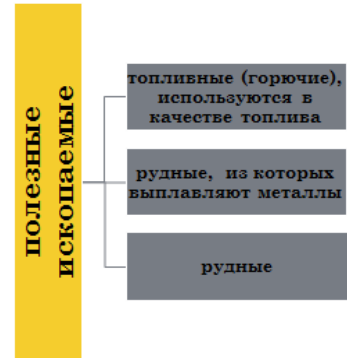 полезные
ископаемые
топливные (горючие),
используются в
качестве топлива
рудные, из которых
выплавляют металлы
рудные